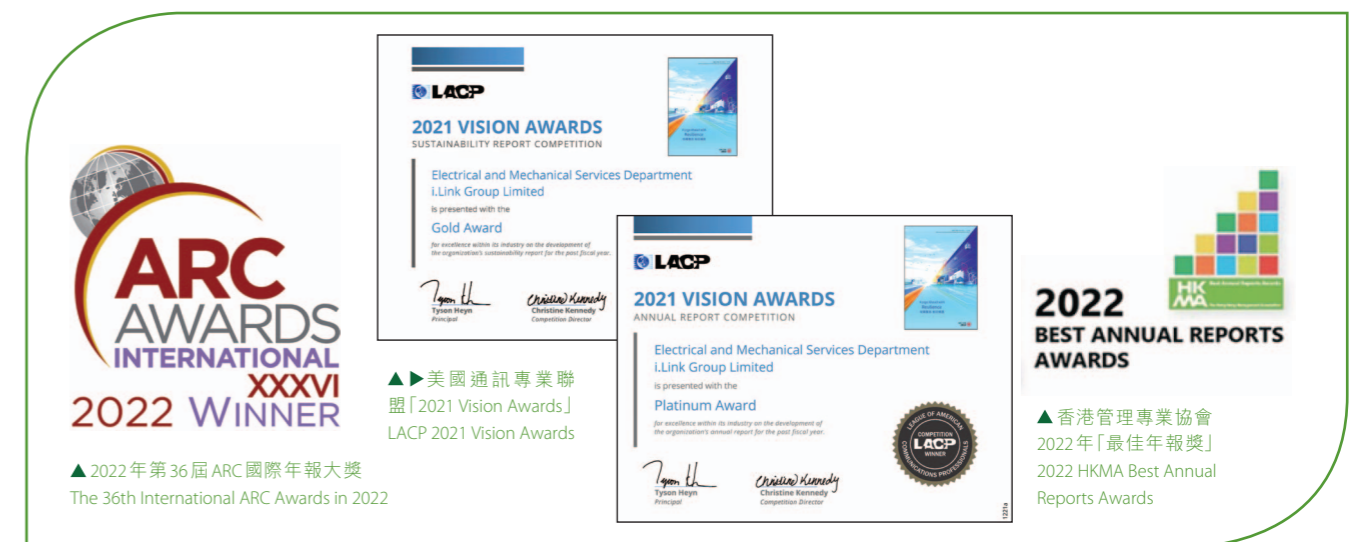 ARC
AWARDS
INTERNATIONAL
XXXVI
2022 WINNER
▲ 2022年第36屆ARC國際年報大獎
The 36th International ARC Awards in 2022
LACP
2021 VISION AWARDS
SUSTAINABILITY REPORT COMPETITION
Electrical and Mechanical Services Department
i.Link Group Limited
is presented with the
Gold Award
for excellence within its industry on the development of
the organization's sustainability report for the past fiscal year.
Tyson Heyn
Principal
Christine Kennedy
Christine Kennedy
Competition Director
▲▶美國通訊專業聯
盟「2021 Vision Awards」
LACP 2021 Vision Awards
LACP
2021 VISION AWARDS
ANNUAL REPORT COMPETITION
Electrical and Mechanical Services Department
i.Link Group Limited
is presented with the
Platinum Award
for excellence within its industry on the development of
the organization's annual report for the past fiscal year.
Tyson Heyn
Principal
Christine Kennedy
Christine Kennedy
Competition Director
LEAGUE OF AMERICAN
COMPETITION
LACP
WINNER
COMMUNICATIONS PROFESSIONALS
1221a
HK
MA
Best Annual Reports Awards
2022
BEST ANNUAL REPORTS
AWARDS
▲ 香港管理專業協會
2022年「最佳年報獎」
2022 HKMA Best Annual
Reports Awards